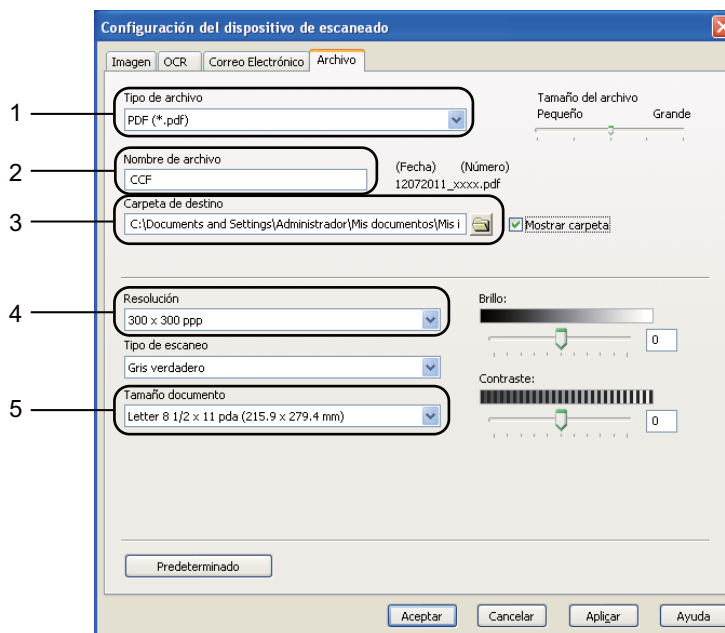 Configuración del dispositivo de escaneado
Imagen OCR Correo Electrónico Archivo
1
Tipo de archivo
PDF (*.pdf)
Tamaño del archivo
Pequeño Grande
2
Nombre de archivo
CCF
(Fecha) (Número)
12072011_xxxx.pdf
3
Carpeta de destino
C:\Documents and Settings\Administrador\Mis documentos\Mis i
Mostrar carpeta
4
Resolución
300 x 300 ppp
Brillo:
0
Tipo de escaneo
Gris verdadero
Contraste:
0
5
Tamaño documento
Letter 8 1/2 x 11 pda (215.9 x 279.4 mm)
Predeterminado
Aceptar Cancelar Aplicar Ayuda